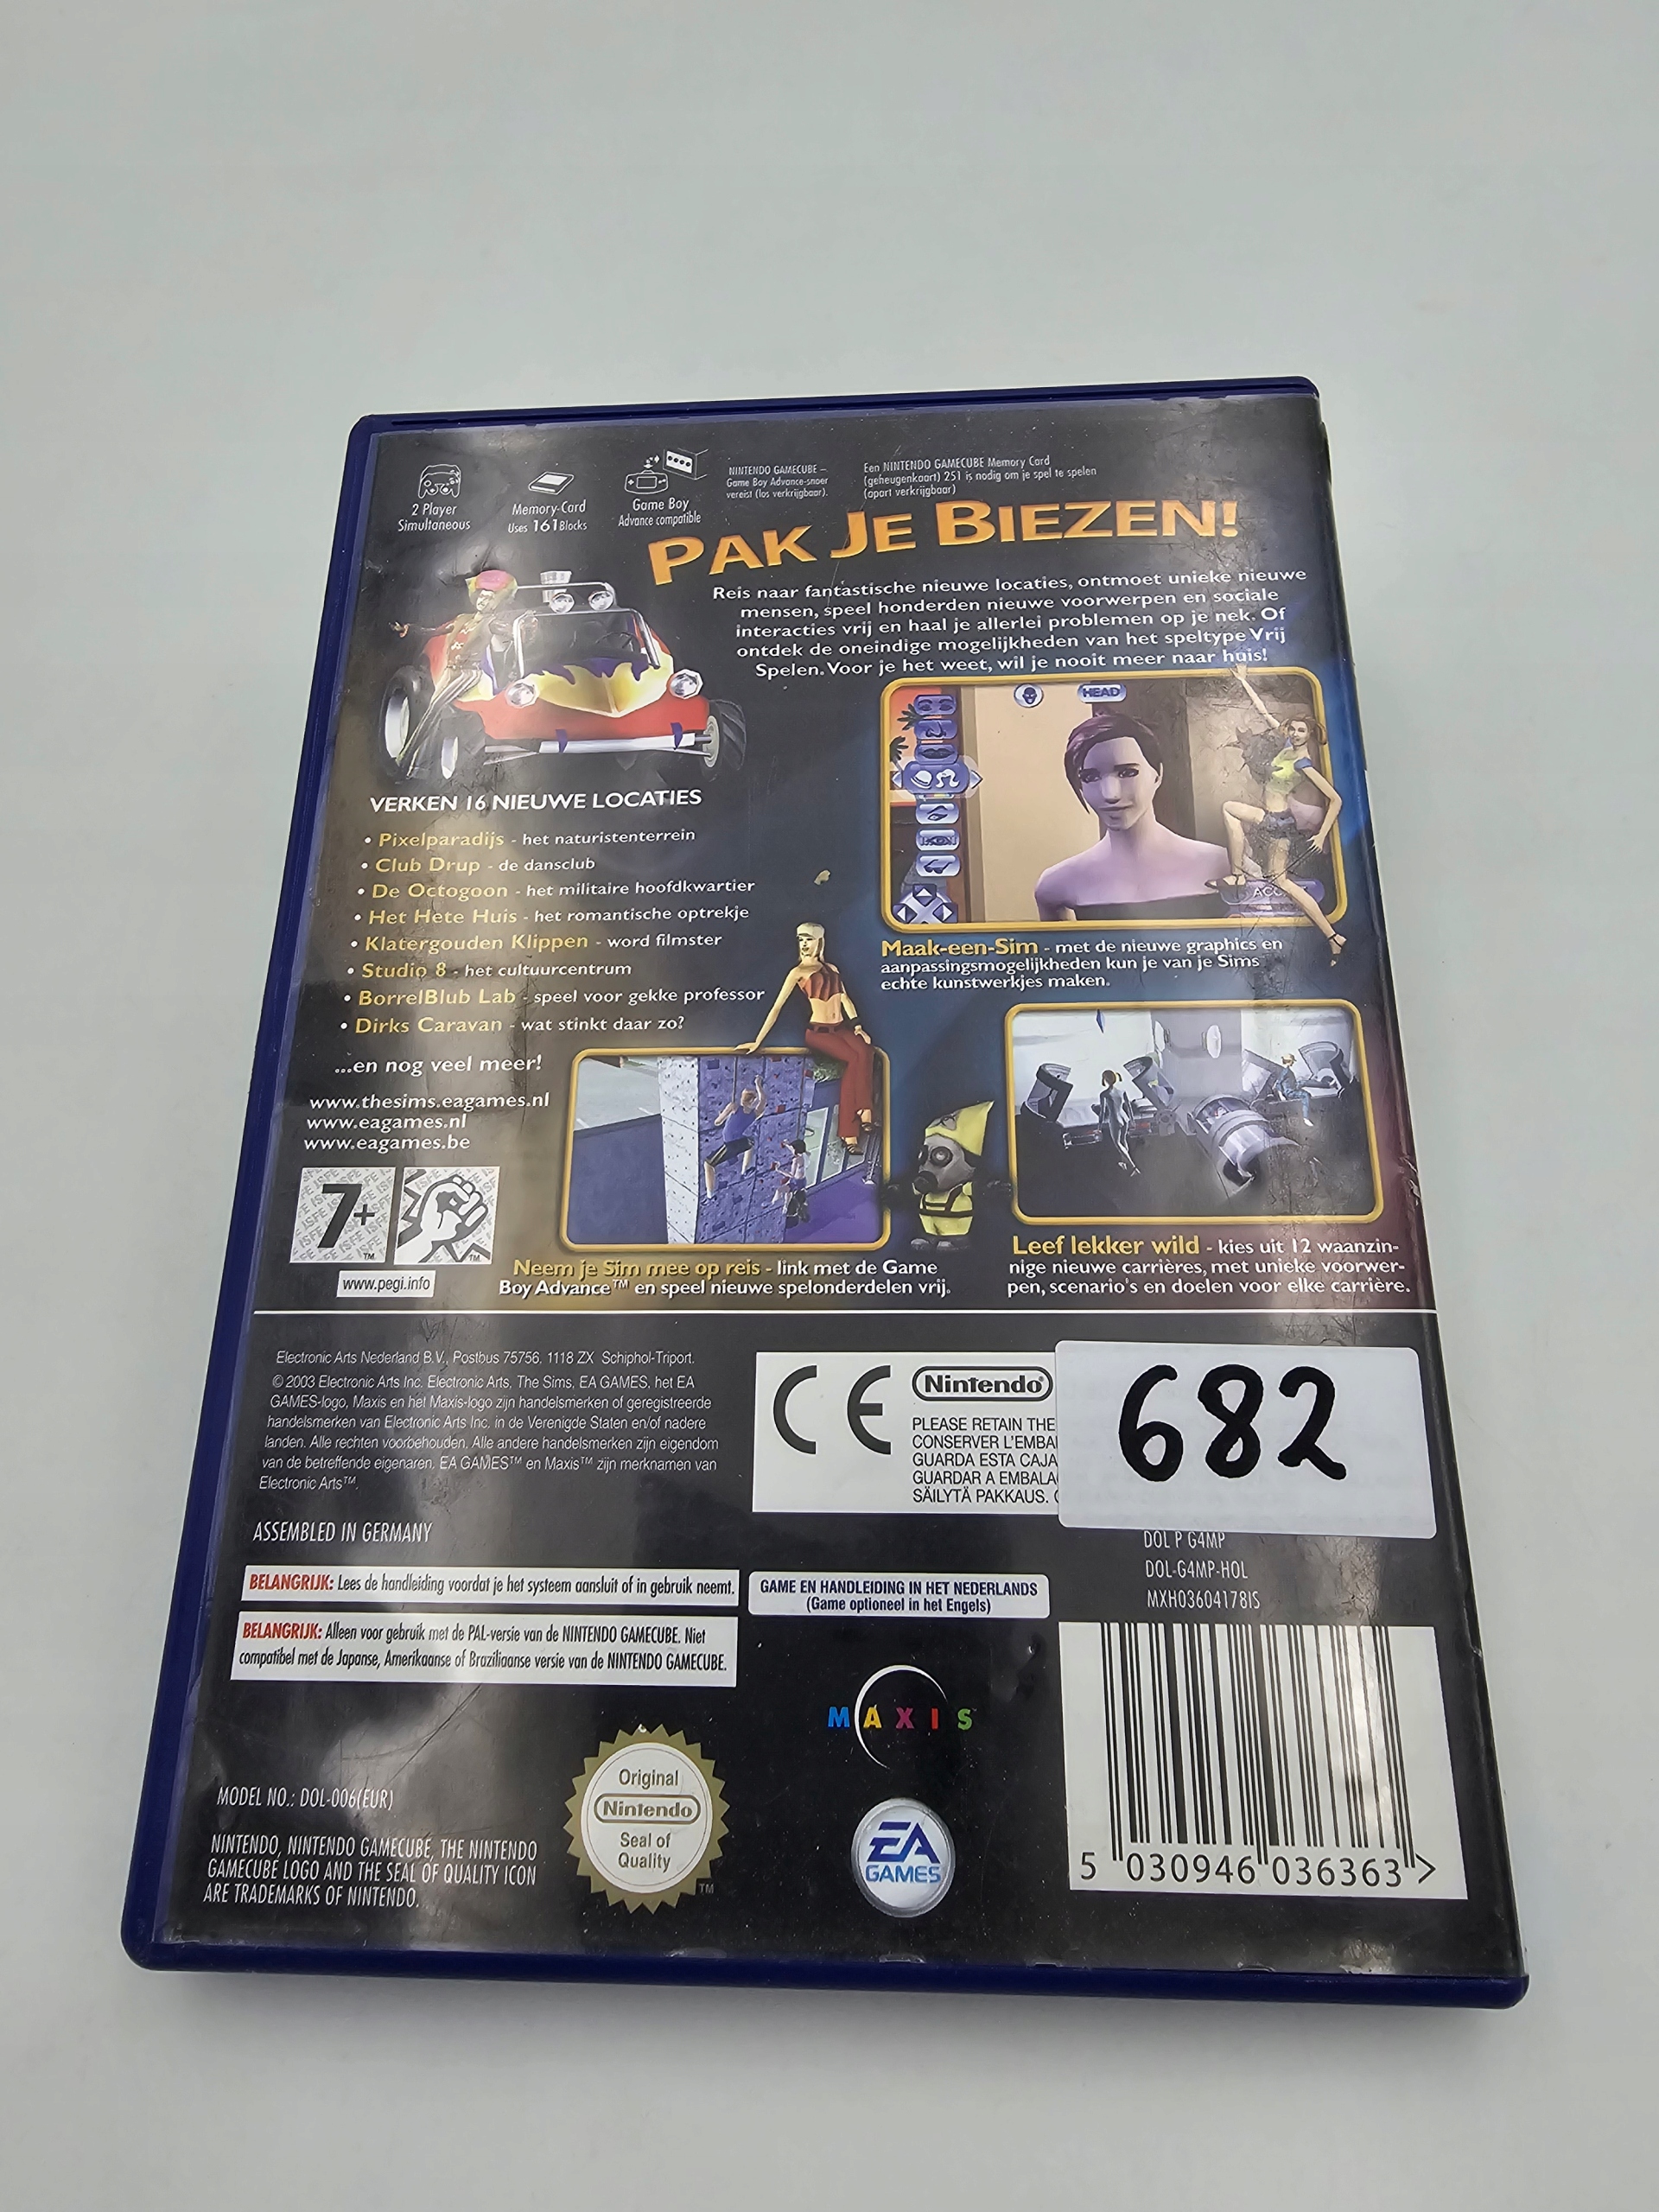 2 Player
Simultaneous
Memory-Card
Uses 161 Blocks
Game Boy
Advance compatible
NINTENDO GAMECUBE –
Game Boy Advance-snoer
vereist (los verkrijgbaar).
Een NINTENDO GAMECUBE Memory Card
(geheugenkaart) 251 is nodig om je spel te spelen
(apart verkrijgbaar)
PAK JE BIEZEN!
Reis naar fantastische nieuwe locaties, ontmoet unieke nieuwe
mensen, speel honderden nieuwe voorwerpen en sociale
interacties vrij en haal je allerlei problemen op je nek. Of
ontdek de oneindige mogelijkheden van het speltype Vrij
Spelen. Voor je het weet, wil je nooit meer naar huis!
HEAD
VERKEN 16 NIEUWE LOCATIES
• Pixelparadijs - het naturistenterrein
• Club Drup - de dansclub
• De Octogoon - het militaire hoofdkwartier
• Het Hete Huis - het romantische optrekje
• Klatergouden Klippen - word filmster
• Studio 8 - het cultuurcentrum
• BorrelBlub Lab - speel voor gekke professor
• Dirks Caravan - wat stinkt daar zo?
...en nog veel meer!
Maak-een-Sim - met de nieuwe graphics en
aanpassingsmogelijkheden kun je van je Sims
echte kunstwerkjes maken.
www.thesims.eagames.nl
www.eagames.nl
www.eagames.be
7+
www.pegi.info
Neem je Sim mee op reis - link met de Game
Boy Advance™ en speel nieuwe spelonderdelen vrij.
Leef lekker wild - kies uit 12 waanzin-
nige nieuwe carrières, met unieke voorwer-
pen, scenario's en doelen voor elke carrière.
Electronic Arts Nederland B.V., Postbus 75756, 1118 ZX Schiphol-Triport.
© 2003 Electronic Arts Inc. Electronic Arts, The Sims, EA GAMES, het EA
GAMES-logo, Maxis en het Maxis-logo zijn handelsmerken of geregistreerde
handelsmerken van Electronic Arts Inc. in de Verenigde Staten en/of andere
landen. Alle rechten voorbehouden. Alle andere handelsmerken zijn eigendom
van de betreffende eigenaren. EA GAMES™ en Maxis™ zijn merknamen van
Electronic Arts™.
CE
Nintendo
PLEASE RETAIN THE
CONSERVER L'EMBA
GUARDA ESTA CAJA
GUARDAR A EMBALA
SÄILYTÄ PAKKAUS.
682
ASSEMBLED IN GERMANY
DOL P G4MP
DOL-G4MP-HOL
MXH03604178IS
BELANGRIJK: Lees de handleiding voordat je het systeem aansluit of in gebruik neemt.
GAME EN HANDLEIDING IN HET NEDERLANDS
(Game optioneel in het Engels)
BELANGRIJK: Alleen voor gebruik met de PAL-versie van de NINTENDO GAMECUBE. Niet
compatibel met de Japanse, Amerikaanse of Braziliaanse versie van de NINTENDO GAMECUBE.
MAXIS
MODEL NO.: DOL-006(EUR)
NINTENDO, NINTENDO GAMECUBE, THE NINTENDO
GAMECUBE LOGO AND THE SEAL OF QUALITY ICON
ARE TRADEMARKS OF NINTENDO.
Original
Nintendo
Seal of
Quality
TM
EA
GAMES
5 030946 036363 >